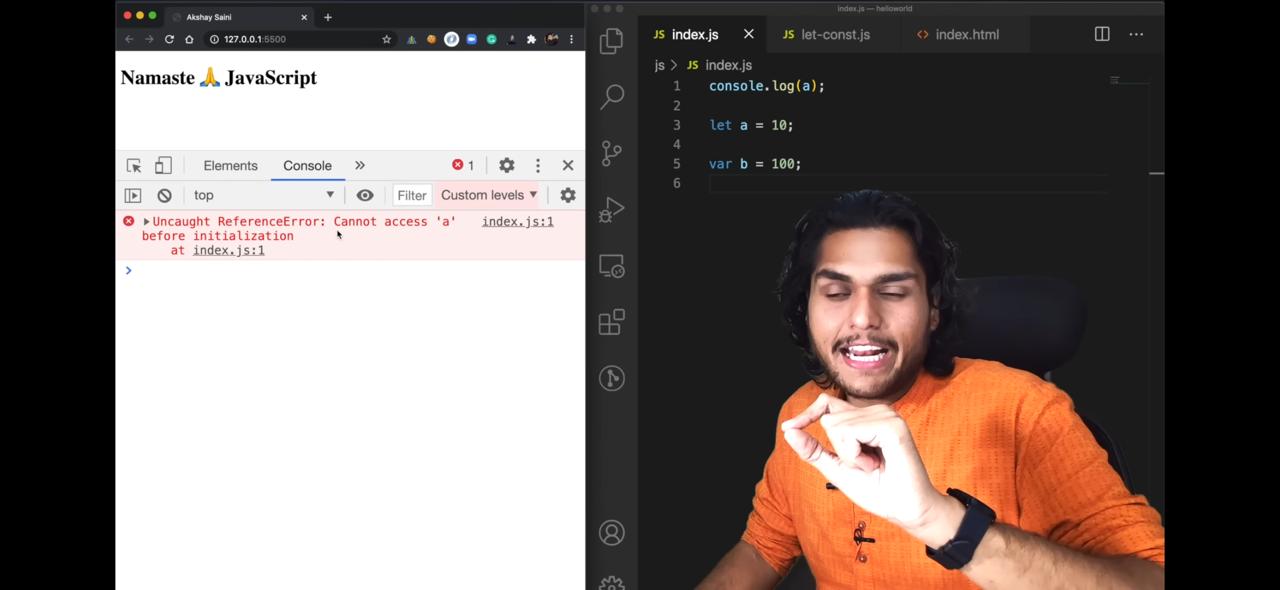 Akshay Saini
127.0.0.1:5500
Namaste 🙏 JavaScript
Elements Console 1
top Filter Custom levels
Uncaught ReferenceError: Cannot access 'a' index.js:1
before initialization
at index.js:1
index.js — helloworld
JS index.js JS let-const.js index.html
js > JS index.js
1 console.log(a);
2
3 let a = 10;
4
5 var b = 100;
6